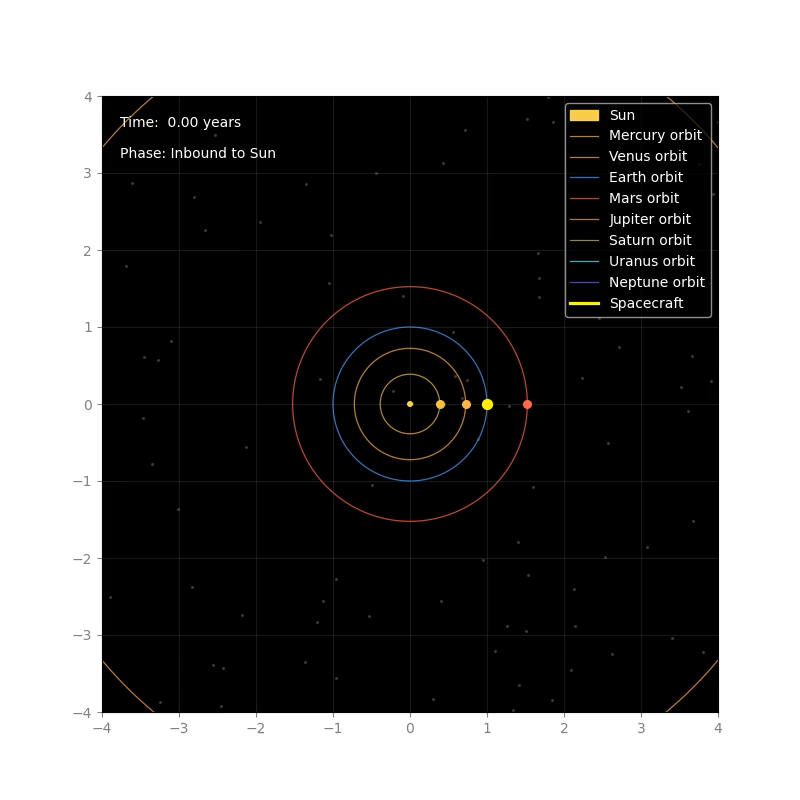 Time:  0.00 years
Phase: Inbound to Sun
Sun
Mercury orbit
Venus orbit
Earth orbit
Mars orbit
Jupiter orbit
Saturn orbit
Uranus orbit
Neptune orbit
Spacecraft
4
3
2
1
0
−1
−2
−3
−4
−4 −3 −2 −1 0 1 2 3 4